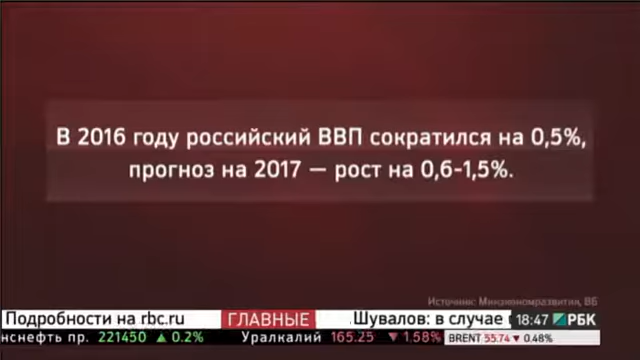 В 2016 году российский ВВП сократился на 0,5%,
прогноз на 2017 — рост на 0,6-1,5%.
Источник: Минэкономразвития, ВБ
Подробности на rbc.ru ГЛАВНЫЕ Шувалов: в случае 18:47 РБК
нснефть пр. 221450 ▲ 0.2% Уралкалий 165.25 ▼ 1.58% BRENT 55.74 ▼ 0.48%